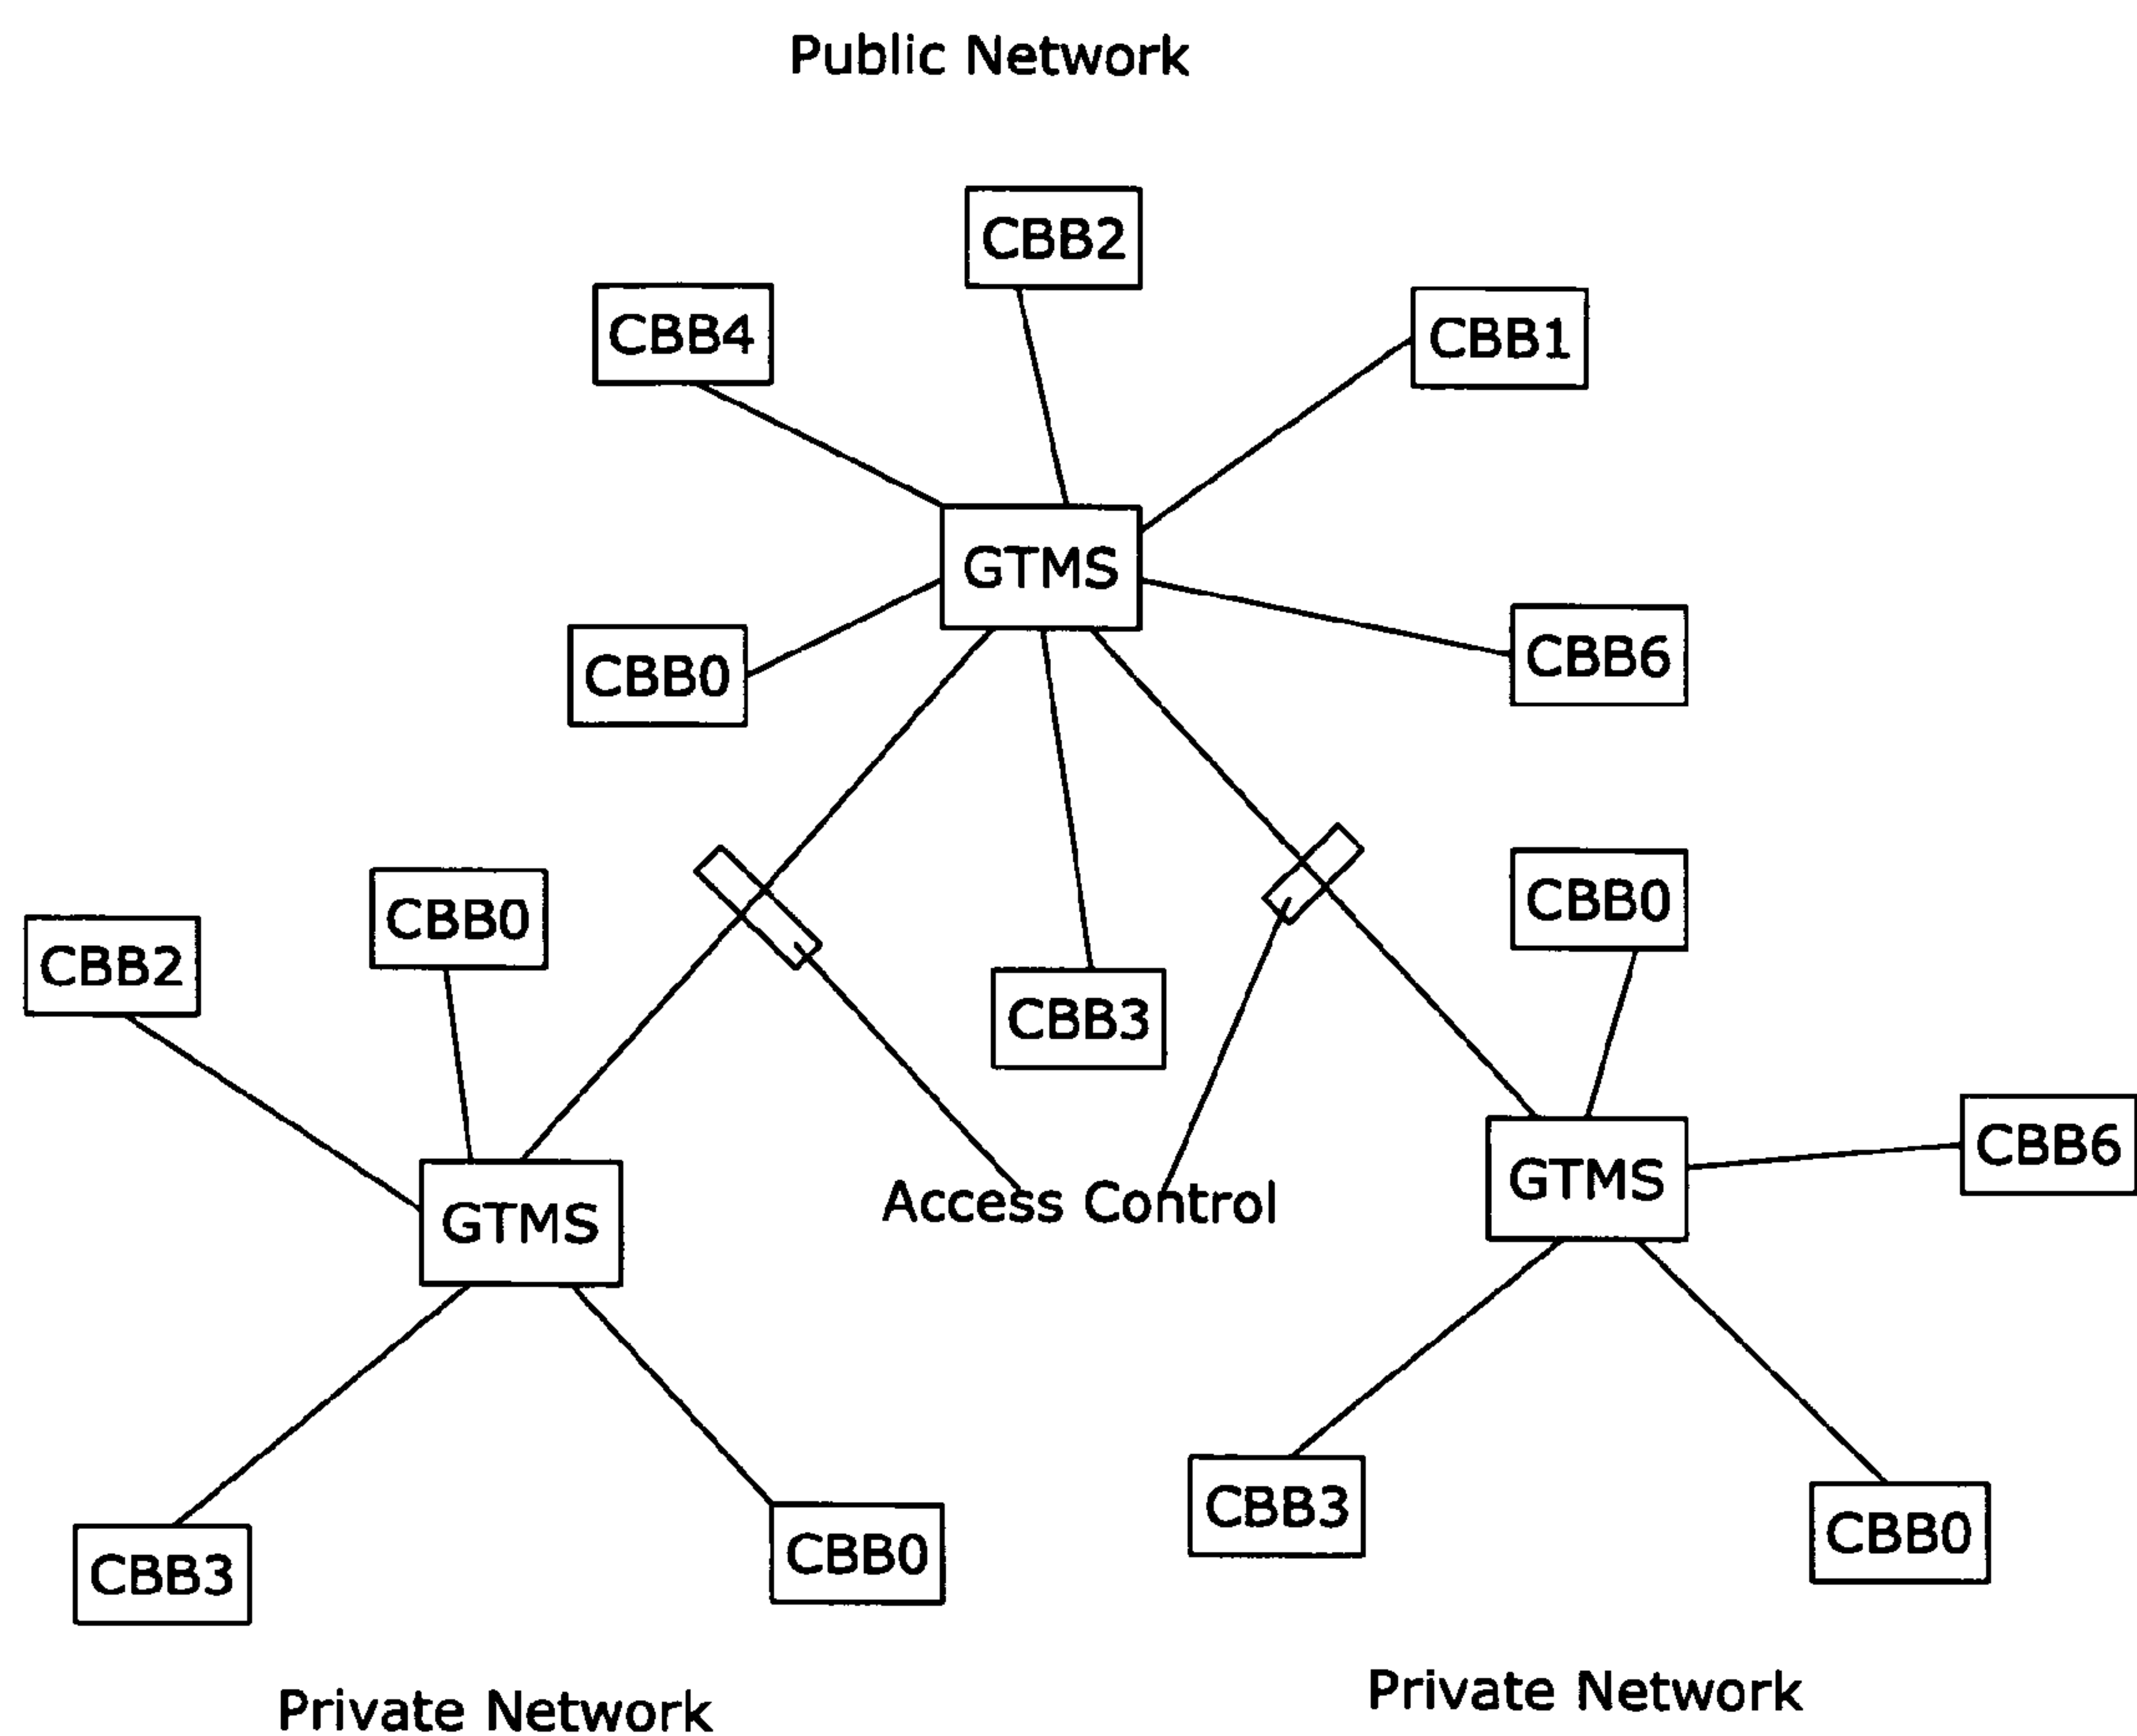 Public Network
CBB2
CBB4
CBB1
GTMS
CBB0
CBB6
CBB0
CBB0
CBB2
CBB3
CBB6
GTMS
Access Control
GTMS
CBB3
CBB0
CBB0
CBB3
Private Network
Private Network